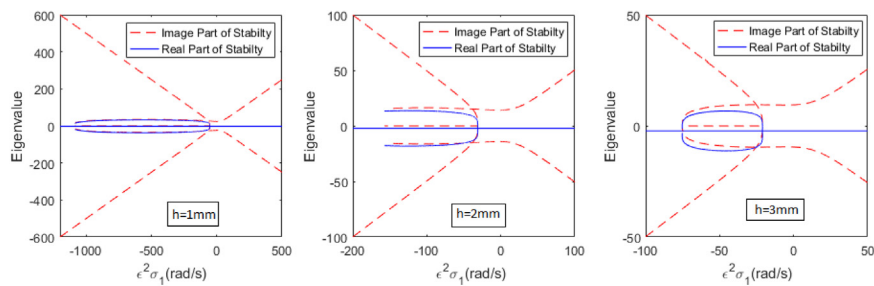 600
400
200
0
-200
-400
-600
Eigenvalue
Image Part of Stabilty
Real Part of Stabilty
h=1mm
-1000
-500
0
500
ϵ²σ₁(rad/s)
100
50
0
-50
-100
Eigenvalue
Image Part of Stabilty
Real Part of Stabilty
h=2mm
-200
-100
0
100
ϵ²σ₁(rad/s)
50
0
-50
Eigenvalue
Image Part of Stabilty
Real Part of Stabilty
h=3mm
-100
-50
0
50
ϵ²σ₁(rad/s)